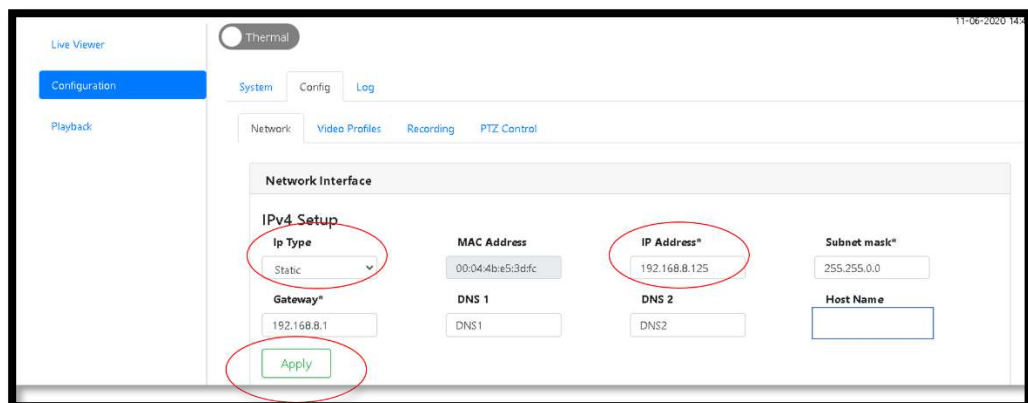 11-06-2020 14:4
Live Viewer
Thermal
Configuration
System Config Log
Playback
Network Video Profiles Recording PTZ Control
Network Interface
IPv4 Setup
Ip Type MAC Address IP Address* Subnet mask*
Static 00:04:4b:e5:3d:fc 192.168.8.125 255.255.0.0
Gateway* DNS 1 DNS 2 Host Name
192.168.8.1 DNS1 DNS2
Apply